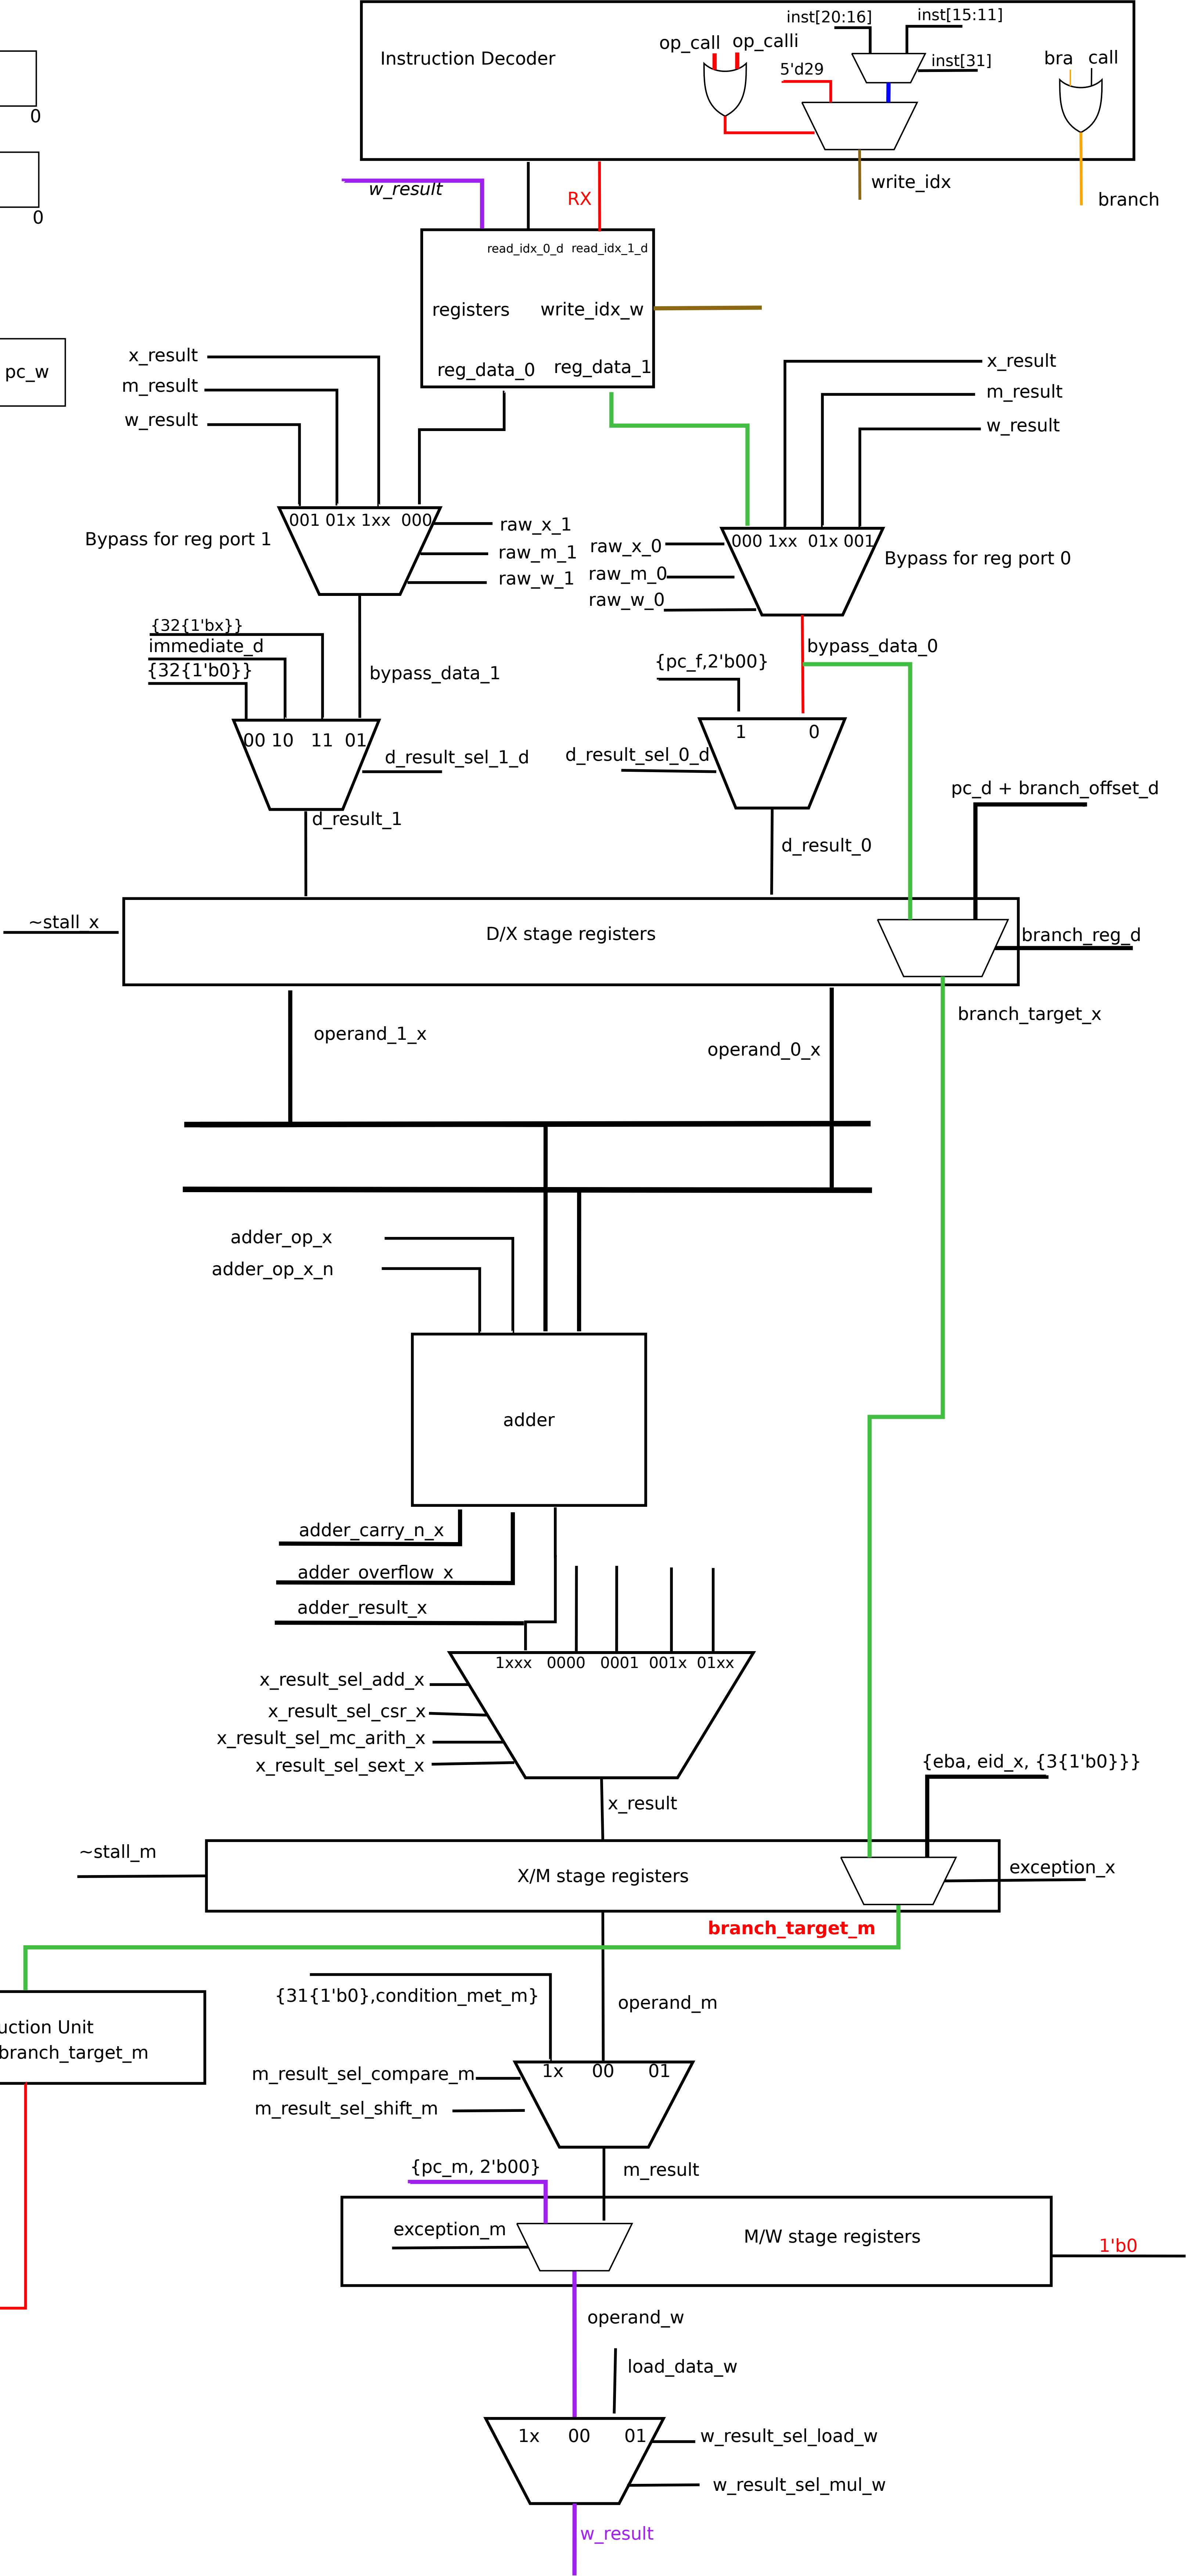 inst[20:16]
inst[15:11]
op_call
op_calli
Instruction Decoder
5'd29
inst[31]
bra
call
0
0
w_result
RX
write_idx
branch
read_idx_0_d
read_idx_1_d
registers
write_idx_w
reg_data_0
reg_data_1
pc_w
x_result
m_result
w_result
x_result
m_result
w_result
001 01x 1xx 000
Bypass for reg port 1
raw_x_1
raw_m_1
raw_w_1
raw_x_0
raw_m_0
raw_w_0
000 1xx 01x 001
Bypass for reg port 0
{32{1'bx}}
immediate_d
{32{1'b0}}
bypass_data_1
{pc_f,2'b00}
bypass_data_0
00 10 11 01
d_result_sel_1_d
d_result_1
1 0
d_result_sel_0_d
d_result_0
pc_d + branch_offset_d
~stall_x
D/X stage registers
branch_reg_d
branch_target_x
operand_1_x
operand_0_x
adder_op_x
adder_op_x_n
adder
adder_carry_n_x
adder_overflow_x
adder_result_x
1xxx 0000 0001 001x 01xx
x_result_sel_add_x
x_result_sel_csr_x
x_result_sel_mc_arith_x
x_result_sel_sext_x
x_result
{eba, eid_x, {3{1'b0}}}
~stall_m
X/M stage registers
exception_x
branch_target_m
{31{1'b0},condition_met_m}
operand_m
uction Unit
branch_target_m
1x 00 01
m_result_sel_compare_m
m_result_sel_shift_m
{pc_m, 2'b00}
m_result
exception_m
M/W stage registers
1'b0
operand_w
load_data_w
1x 00 01
w_result_sel_load_w
w_result_sel_mul_w
w_result